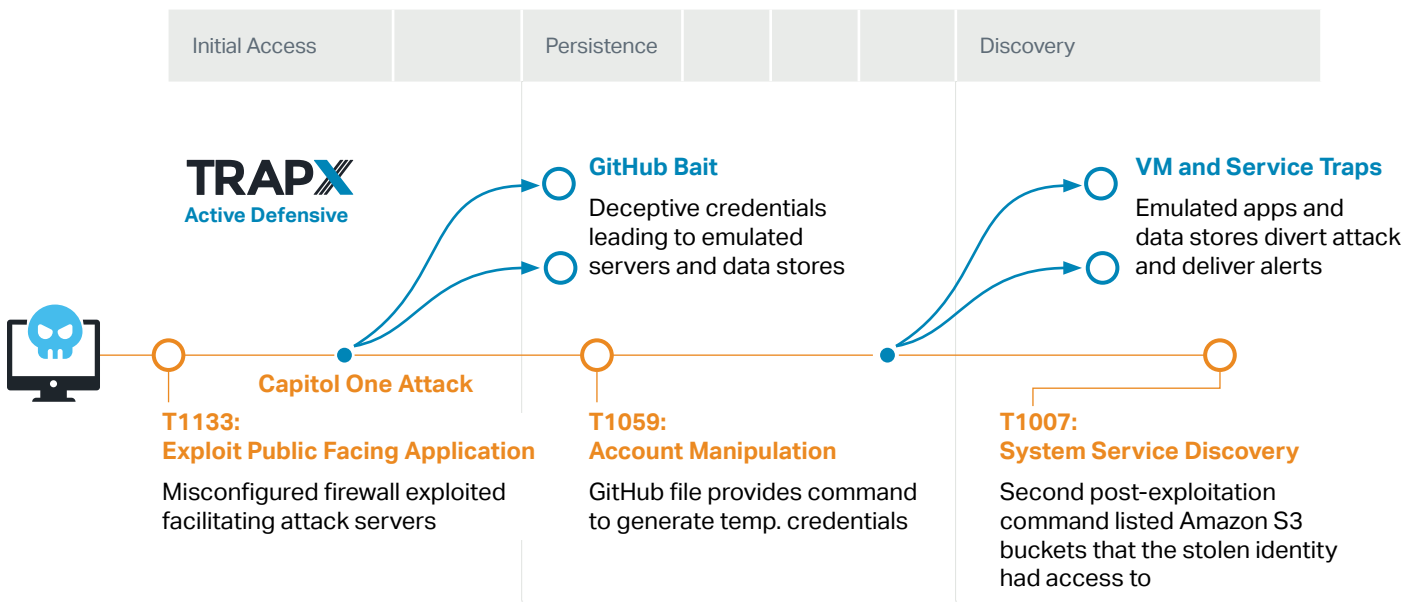 Initial Access
Persistence
Discovery
TRAPX
Active Defensive
GitHub Bait
Deceptive credentials
leading to emulated
servers and data stores
VM and Service Traps
Emulated apps and
data stores divert attack
and deliver alerts
Capitol One Attack
T1133:
Exploit Public Facing Application
Misconfigured firewall exploited
facilitating attack servers
T1059:
Account Manipulation
GitHub file provides command
to generate temp. credentials
T1007:
System Service Discovery
Second post-exploitation
command listed Amazon S3
buckets that the stolen identity
had access to